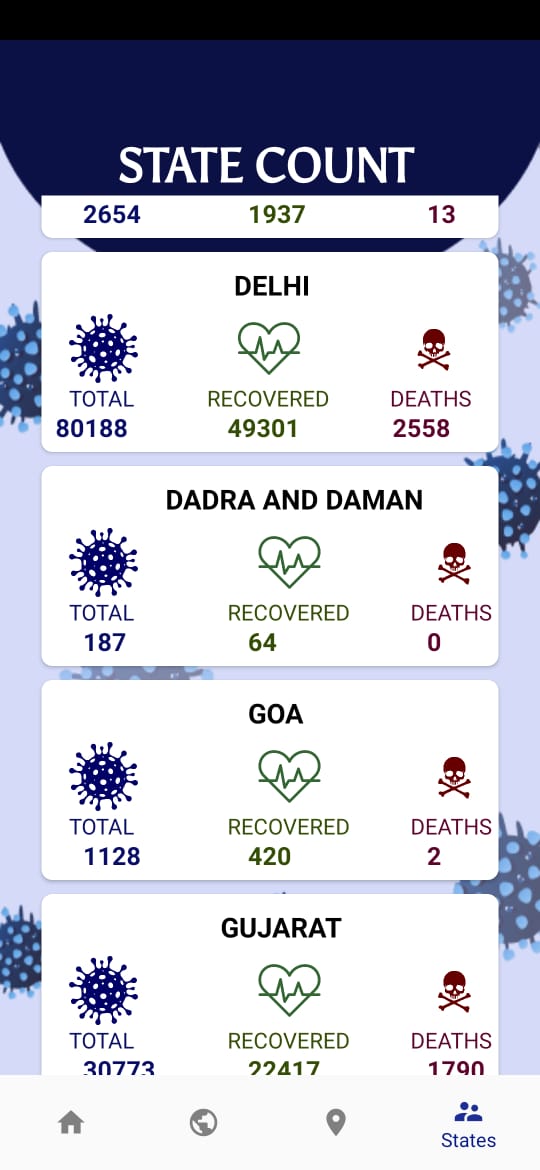 STATE COUNT
2654 1937 13
DELHI
TOTAL RECOVERED DEATHS
80188 49301 2558
DADRA AND DAMAN
TOTAL RECOVERED DEATHS
187 64 0
GOA
TOTAL RECOVERED DEATHS
1128 420 2
GUJARAT
TOTAL RECOVERED DEATHS
30773 22417 1790
States